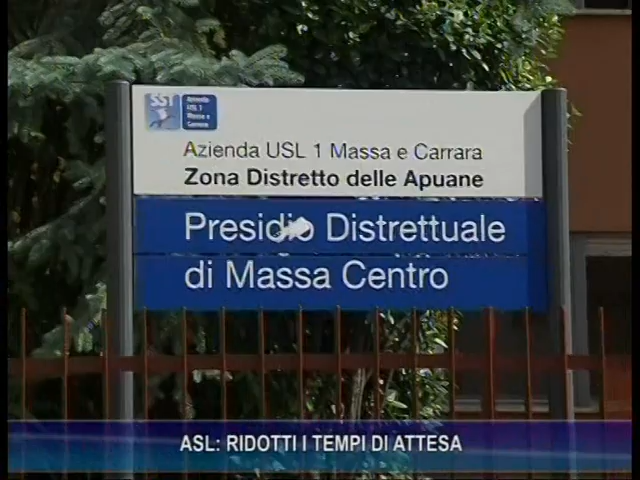 SST
Azienda
USL 1
Massa e
Carrara
Azienda USL 1 Massa e Carrara
Zona Distretto delle Apuane
Presidio Distrettuale
di Massa Centro
ASL: RIDOTTI I TEMPI DI ATTESA